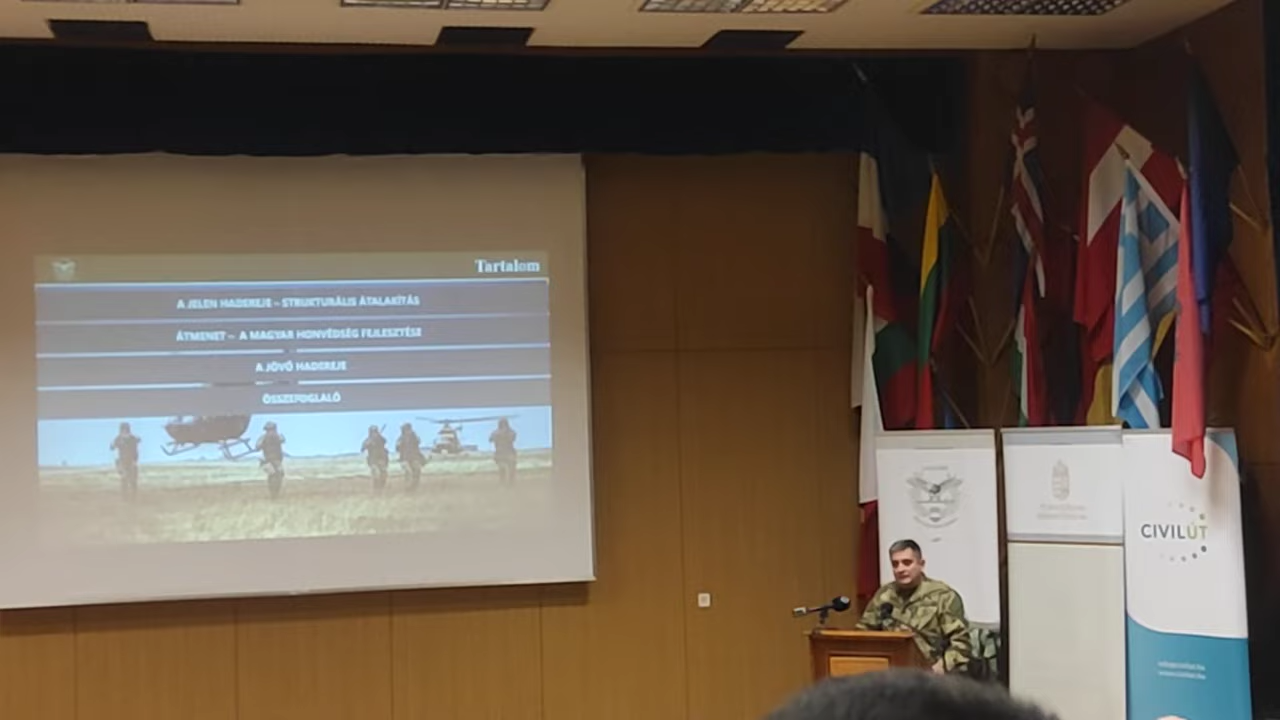 Tartalom
A JELEN HADEREJE – STRUKTURÁLIS ÁTALAKÍTÁS
ÁTMENET – A MAGYAR HONVÉDSÉG FEJLESZTÉSE
A JÖVŐ HADEREJE
ÖSSZEFOGLALÓ
CIVILÚT